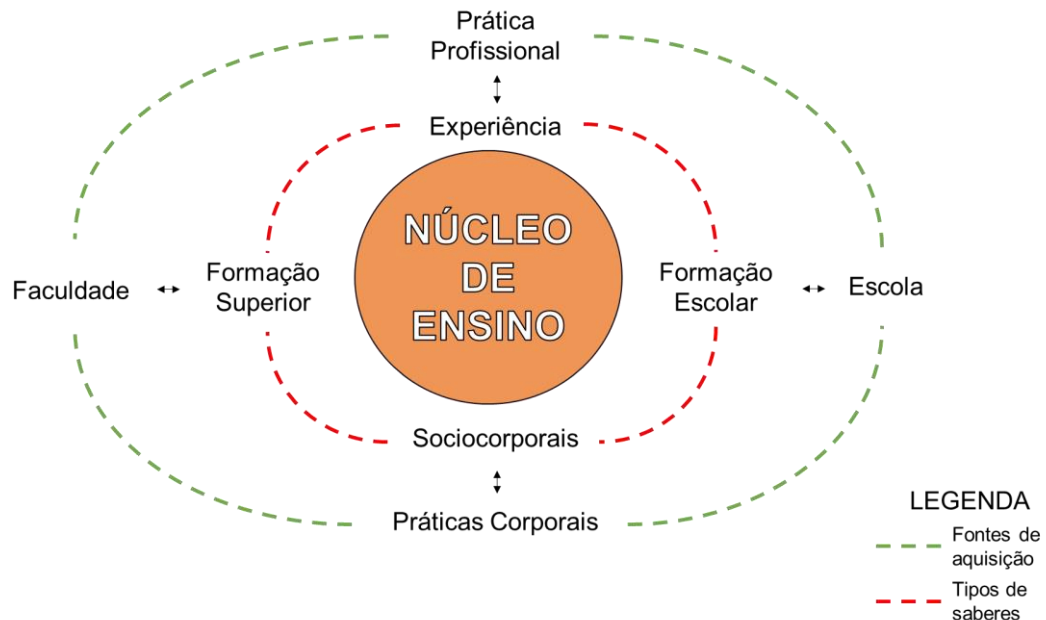 Prática
Profissional
Experiência
NÚCLEO
DE
ENSINO
Faculdade
Formação
Superior
Formação
Escolar
Escola
Sociocorporais
Práticas Corporais
LEGENDA
Fontes de
aquisição
Tipos de
saberes